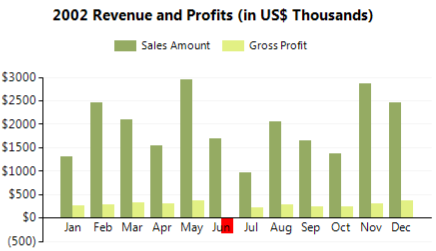 2002 Revenue and Profits (in US$ Thousands)
Sales Amount Gross Profit
$3000
$2500
$2000
$1500
$1000
$500
$0
Jan Feb Mar Apr May Jun Jul Aug Sep Oct Nov Dec
(500)